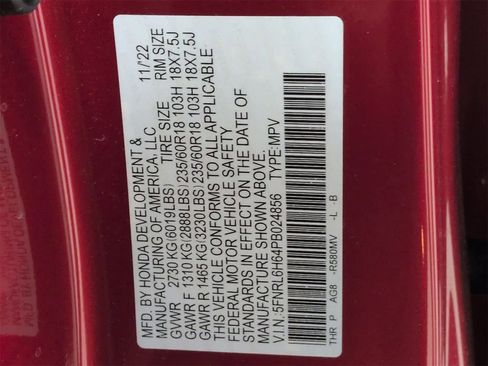 MFD. BY HONDA DEVELOPMENT & 11/22
MANUFACTURING OF AMERICA, LLC
GVWR 2730 KG(6019LBS) TIRE SIZE RIM SIZE
GAWR F 1310 KG(2888LBS)235/60R18 103H 18X7.5J
GAWR R 1465 KG(3230LBS)235/60R18 103H 18X7.5J
THIS VEHICLE CONFORMS TO ALL APPLICABLE
FEDERAL MOTOR VEHICLE SAFETY
STANDARDS IN EFFECT ON THE DATE OF
MANUFACTURE SHOWN ABOVE.
V.I.N:5FNRL6H64PB024856 TYPE:MPV
THR P AG8 -R580MV -L -B